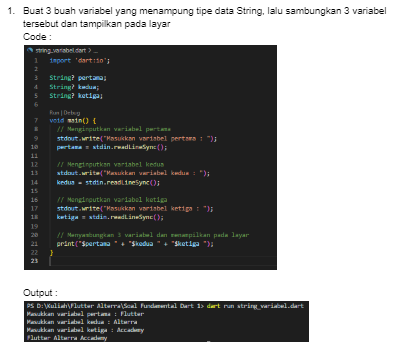 1. Buat 3 buah variabel yang menampung tipe data String, lalu sambungkan 3 variabel
tersebut dan tampilkan pada layar
Code :
string_variabel.dart > ...
1 import 'dart:io';
2
3 String? pertama;
4 String? kedua;
5 String? ketiga;
6
Run | Debug
7 void main() {
8 // Menginputkan variabel pertama
9 stdout.write("Masukkan variabel pertama : ");
10 pertama = stdin.readLineSync();
11
12 // Menginputkan variabel kedua
13 stdout.write("Masukkan variabel kedua : ");
14 kedua = stdin.readLineSync();
15
16 // Menginputkan variabel ketiga
17 stdout.write("Masukkan variabel ketiga : ");
18 ketiga = stdin.readLineSync();
19
20 // Menyambungkan 3 variabel dan menampilkan pada layar
21 print("$pertama " + "$kedua " + "$ketiga ");
22 }
23
Output :
PS D:\Kuliah\Flutter Alterra\Soal Fundamental Dart 1> dart run string_variabel.dart
Masukkan variabel pertama : Flutter
Masukkan variabel kedua : Alterra
Masukkan variabel ketiga : Accademy
Flutter Alterra Accademy